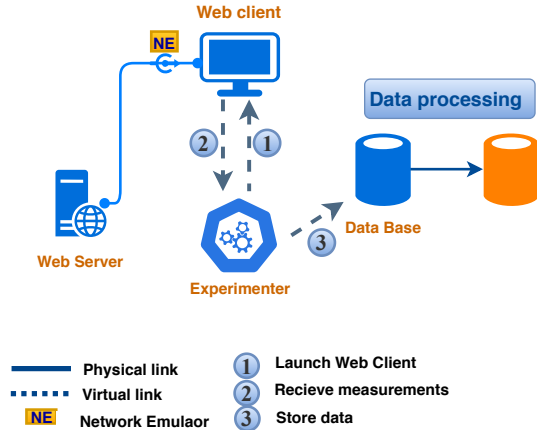 Web client
NE
Data processing
2
1
3
Data Base
Web Server
Experimenter
Physical link
Virtual link
NE Network Emulaor
1 Launch Web Client
2 Recieve measurements
3 Store data